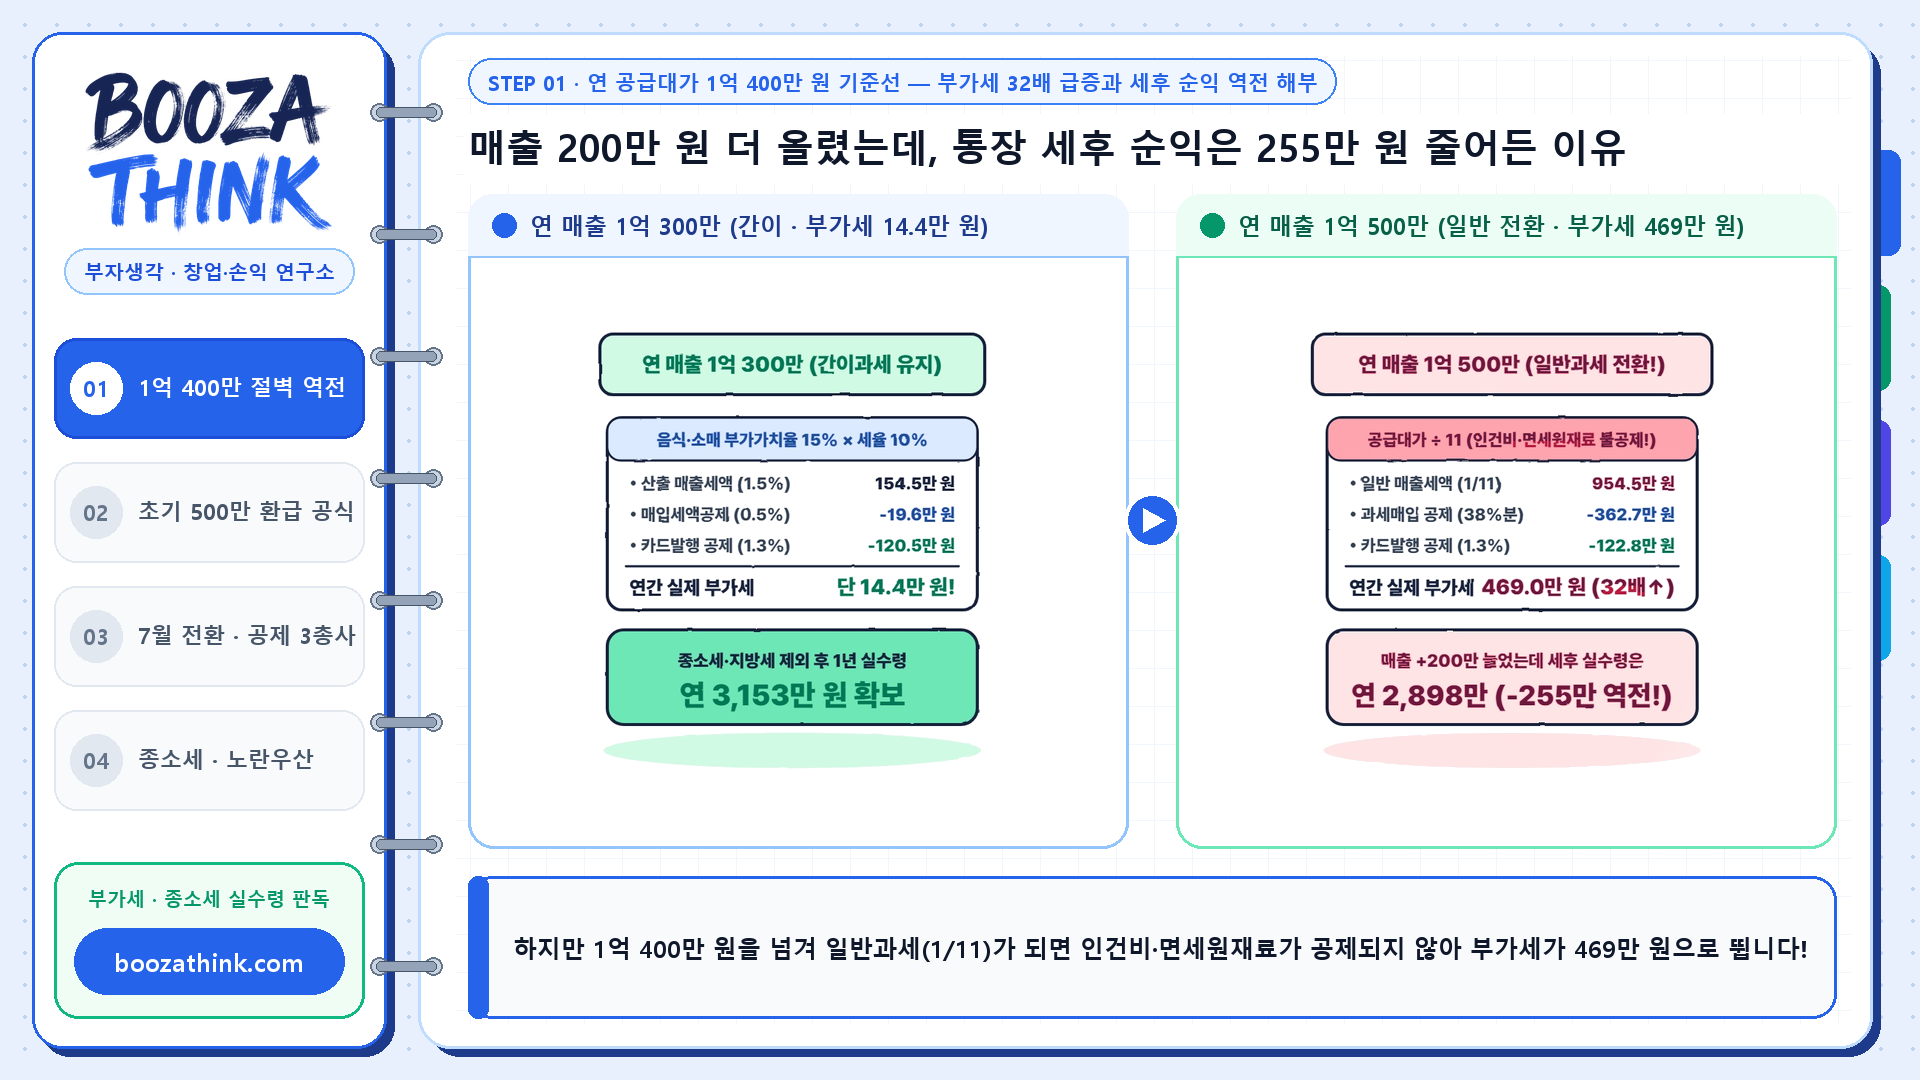 BOOZA
THINK
부자생각 · 창업·손익 연구소
01 1억 400만 절벽 역전
02 초기 500만 환급 공식
03 7월 전환 · 공제 3총사
04 종소세 · 노란우산
부가세 · 종소세 실수령 판독
boozathink.com
STEP 01 · 연 공급대가 1억 400만 원 기준선 — 부가세 32배 급증과 세후 순익 역전 해부
매출 200만 원 더 올렸는데, 통장 세후 순익은 255만 원 줄어든 이유
연 매출 1억 300만 (간이 · 부가세 14.4만 원)
연 매출 1억 300만 (간이과세 유지)
음식·소매 부가가치율 15% × 세율 10%
• 산출 매출세액 (1.5%) 154.5만 원
• 매입세액공제 (0.5%) -19.6만 원
• 카드발행 공제 (1.3%) -120.5만 원
연간 실제 부가세 단 14.4만 원!
종소세·지방세 제외 후 1년 실수령
연 3,153만 원 확보
연 매출 1억 500만 (일반 전환 · 부가세 469만 원)
연 매출 1억 500만 (일반과세 전환!)
공급대가 ÷ 11 (인건비·면세원재료 불공제!)
• 일반 매출세액 (1/11) 954.5만 원
• 과세매입 공제 (38%분) -362.7만 원
• 카드발행 공제 (1.3%) -122.8만 원
연간 실제 부가세 469.0만 원 (32배↑)
매출 +200만 늘었는데 세후 실수령은
연 2,898만 (-255만 역전!)
하지만 1억 400만 원을 넘겨 일반과세(1/11)가 되면 인건비·면세원재료가 공제되지 않아 부가세가 469만 원으로 뜁니다!